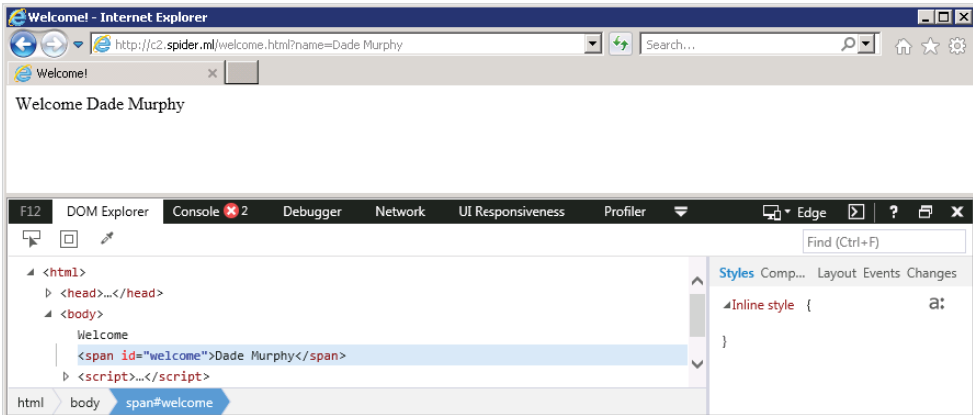 Welcome! - Internet Explorer
http://c2.spider.ml/welcome.html?name=Dade Murphy
Search...
Welcome!
Welcome Dade Murphy
F12 DOM Explorer Console 2 Debugger Network UI Responsiveness Profiler Edge ?
Find (Ctrl+F)
<html>
<head>…</head>
<body>
Welcome
<span id="welcome">Dade Murphy</span>
<script>…</script>
html body span#welcome
Styles Comp... Layout Events Changes
Inline style {
a:
}